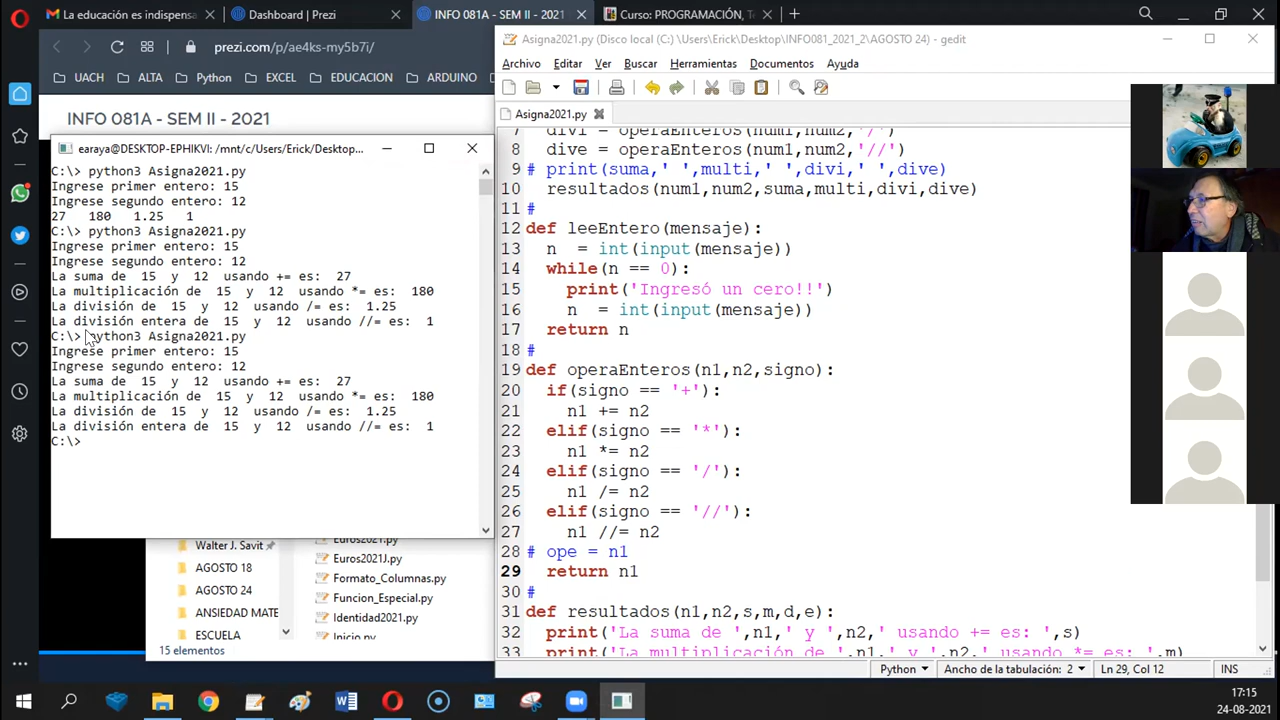 La educación es indispens
Dashboard | Prezi
INFO 081A - SEM II - 2021
Curso: PROGRAMACIÓN, Te
prezi.com/p/ae4ks-my5b7i/
UACH
ALTA
Python
EXCEL
EDUCACION
ARDUINO
INFO 081A - SEM II - 2021
earaya@DESKTOP-EPHIKVI: /mnt/c/Users/Erick/Desktop...
C:\> python3 Asigna2021.py
Ingrese primer entero: 15
Ingrese segundo entero: 12
27   180   1.25   1
C:\> python3 Asigna2021.py
Ingrese primer entero: 15
Ingrese segundo entero: 12
La suma de  15  y  12  usando += es:  27
La multiplicación de  15  y  12  usando *= es:  180
La división de  15  y  12  usando /= es:  1.25
La división entera de  15  y  12  usando //= es:  1
C:\> python3 Asigna2021.py
Ingrese primer entero: 15
Ingrese segundo entero: 12
La suma de  15  y  12  usando += es:  27
La multiplicación de  15  y  12  usando *= es:  180
La división de  15  y  12  usando /= es:  1.25
La división entera de  15  y  12  usando //= es:  1
C:\>
Walter J. Savit
AGOSTO 18
AGOSTO 24
ANSIEDAD MATE
ESCUELA
Euros2021.py
Euros2021J.py
Formato_Columnas.py
Funcion_Especial.py
Identidad2021.py
Inicio.py
15 elementos
Asigna2021.py (Disco local (C:) \Users\Erick\Desktop\INFO081_2021_2\AGOSTO 24) - gedit
Archivo Editar Ver Buscar Herramientas Documentos Ayuda
Asigna2021.py
7 divi = operaEnteros(num1,num2,'/')
8 dive = operaEnteros(num1,num2,'//')
9 # print(suma,' ',multi,' ',divi,' ',dive)
10 resultados(num1,num2,suma,multi,divi,dive)
11 #
12 def leeEntero(mensaje):
13 n  = int(input(mensaje))
14 while(n == 0):
15 print('Ingresó un cero!!')
16 n  = int(input(mensaje))
17 return n
18 #
19 def operaEnteros(n1,n2,signo):
20 if(signo == '+'):
21 n1 += n2
22 elif(signo == '*'):
23 n1 *= n2
24 elif(signo == '/'):
25 n1 /= n2
26 elif(signo == '//'):
27 n1 //= n2
28 # ope = n1
29 return n1
30 #
31 def resultados(n1,n2,s,m,d,e):
32 print('La suma de ',n1,' y ',n2,' usando += es: ',s)
33 print('La multiplicación de ',n1,' y ',n2,' usando *= es: ',m)
Python
Ancho de la tabulación: 2
Ln 29, Col 12
INS
17:15
24-08-2021